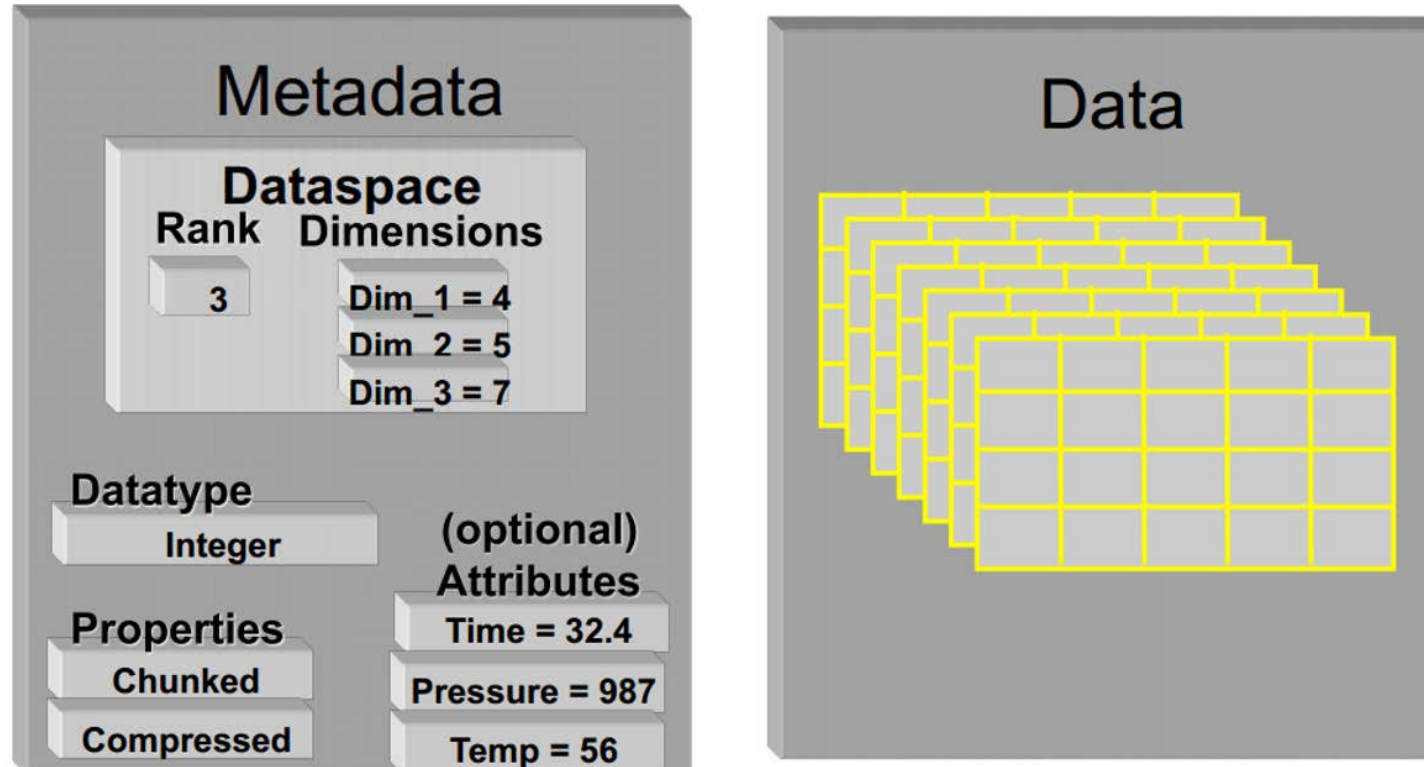 Metadata
Dataspace
Rank Dimensions
3
Dim_1 = 4
Dim_2 = 5
Dim_3 = 7
Datatype
Integer
Properties
Chunked
Compressed
(optional)
Attributes
Time = 32.4
Pressure = 987
Temp = 56
Data